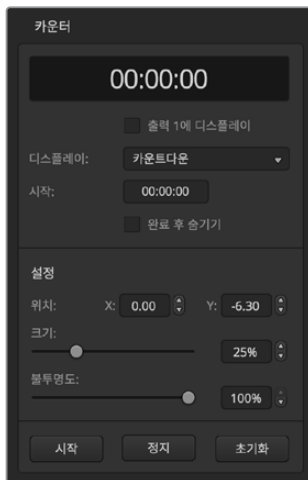 카운터
00:00:00
출력 1에 디스플레이
디스플레이: 카운트다운
시작: 00:00:00
완료 후 숨기기
설정
위치: X: 0.00 Y: -6.30
크기:
25%
불투명도:
100%
시작 정지 초기화